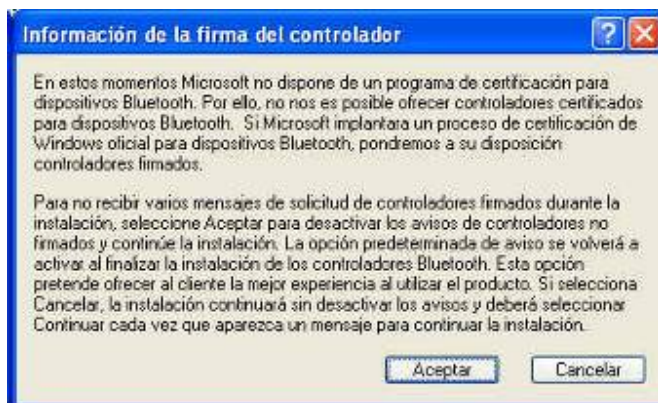 Información de la firma del controlador
En estos momentos Microsoft no dispone de un programa de certificación para
dispositivos Bluetooth. Por ello, no nos es posible ofrecer controladores certificados
para dispositivos Bluetooth. Si Microsoft implantara un proceso de certificación de
Windows oficial para dispositivos Bluetooth, pondremos a su disposición
controladores firmados.
Para no recibir varios mensajes de solicitud de controladores firmados durante la
instalación, seleccione Aceptar para desactivar los avisos de controladores no
firmados y continúe la instalación. La opción predeterminada de aviso se volverá a
activar al finalizar la instalación de los controladores Bluetooth. Esta opción
pretende ofrecer al cliente la mejor experiencia al utilizar el producto. Si selecciona
Cancelar, la instalación continuará sin desactivar los avisos y deberá seleccionar
Continuar cada vez que aparezca un mensaje para continuar la instalación.
Aceptar Cancelar